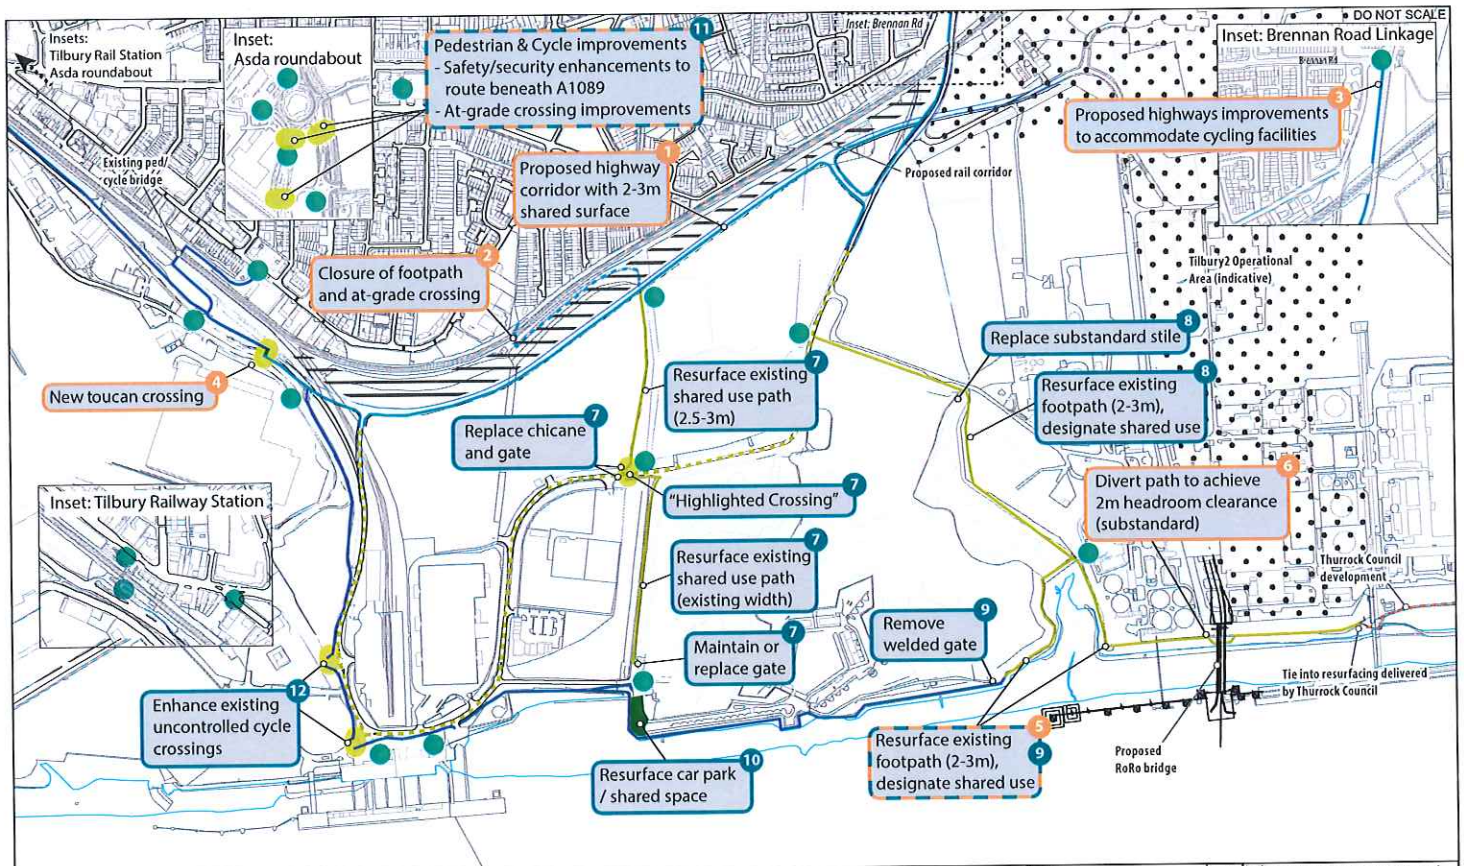 DO NOT SCALE
Insets:
Tilbury Rail Station
Asda roundabout
Inset:
Asda roundabout
11
Pedestrian & Cycle improvements
- Safety/security enhancements to
route beneath A1089
- At-grade crossing improvements
Inset: Brennan Rd
Inset: Brennan Road Linkage
Brennan Rd
3
Proposed highways improvements
to accommodate cycling facilities
Existing ped/
cycle bridge
1
Proposed highway
corridor with 2-3m
shared surface
Proposed rail corridor
2
Closure of footpath
and at-grade crossing
Tilbury2 Operational
Area (indicative)
4
New toucan crossing
7
Resurface existing
shared use path
(2.5-3m)
8
Replace substandard stile
8
Resurface existing
footpath (2-3m),
designate shared use
7
Replace chicane
and gate
7
"Highlighted Crossing"
6
Divert path to achieve
2m headroom clearance
(substandard)
Inset: Tilbury Railway Station
7
Resurface existing
shared use path
(existing width)
Thurrock Council
development
7
Maintain or
replace gate
9
Remove
welded gate
12
Enhance existing
uncontrolled cycle
crossings
Tie into resurfacing delivered
by Thurrock Council
10
Resurface car park
/ shared space
5
9
Resurface existing
footpath (2-3m),
designate shared use
Proposed
RoRo bridge